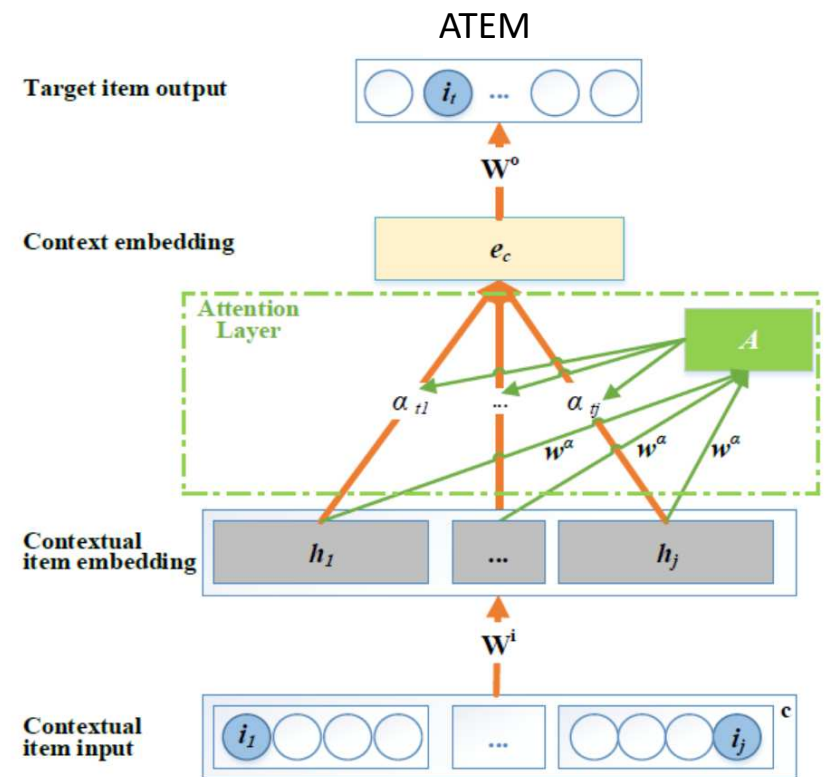 ATEM
Target item output
i_t
...
W^o
Context embedding
e_c
Attention
Layer
A
α_t1
...
α_tj
w^α
w^α
w^α
Contextual
item embedding
h_1
...
h_j
W^i
c
Contextual
item input
i_1
...
i_j